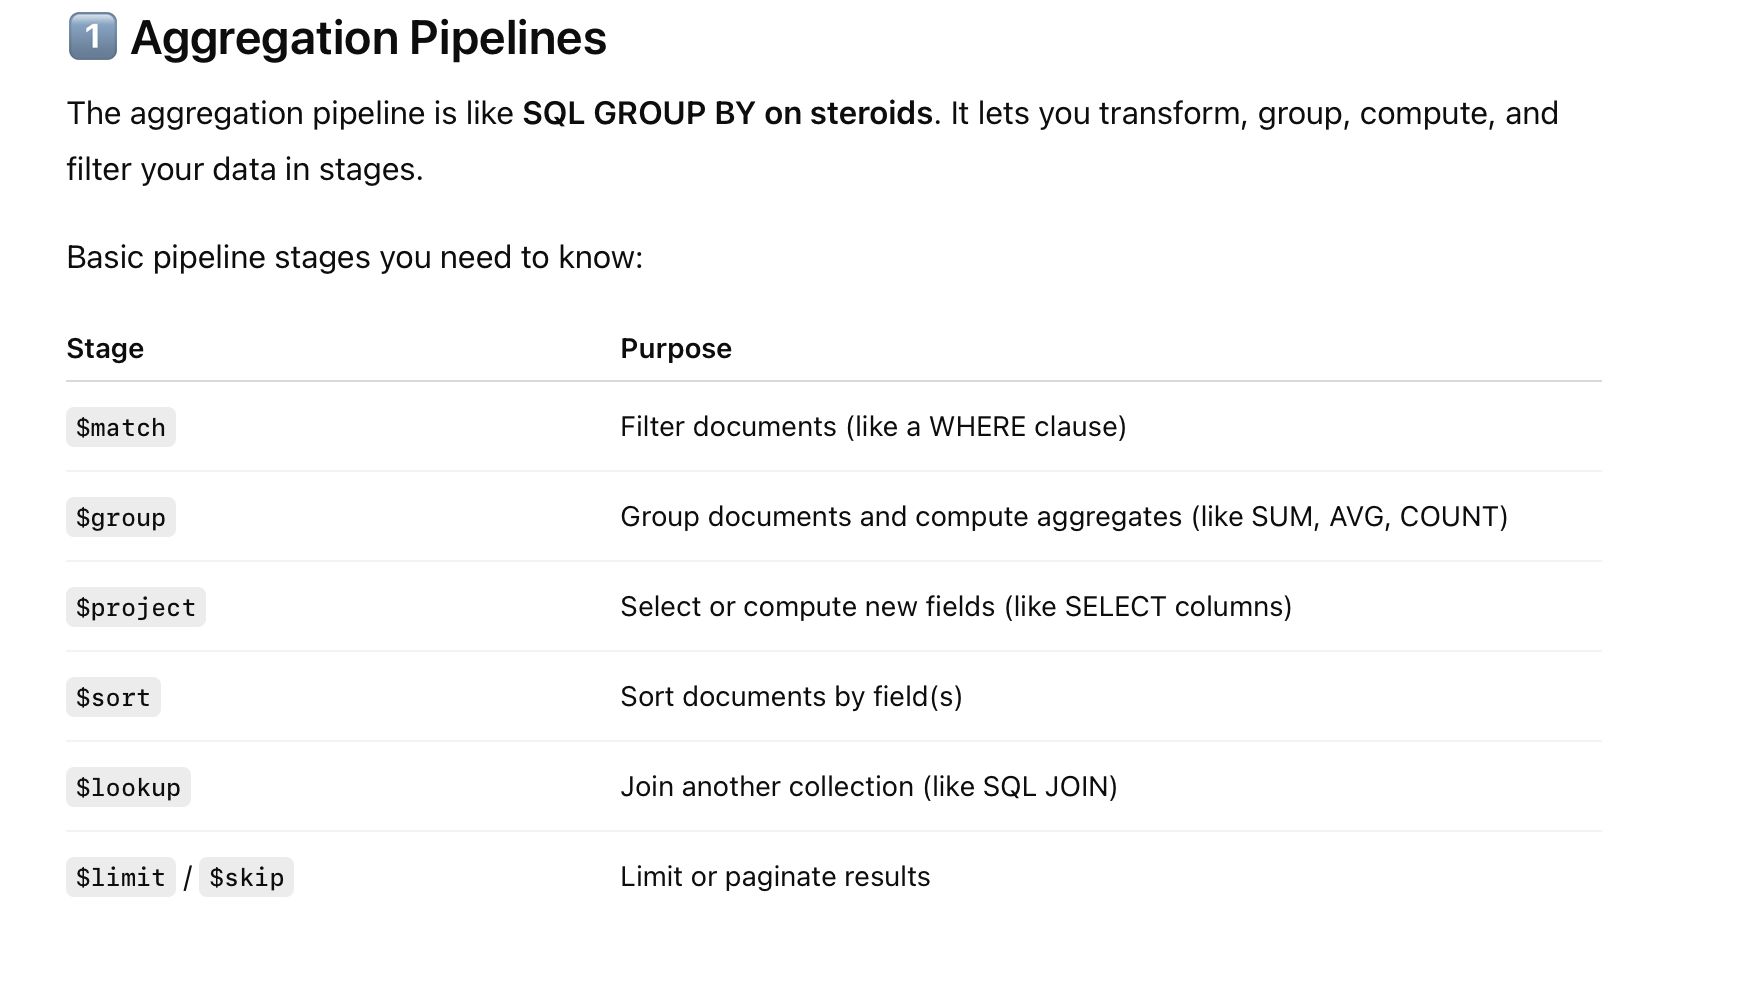 1️⃣ Aggregation Pipelines
The aggregation pipeline is like SQL GROUP BY on steroids. It lets you transform, group, compute, and
filter your data in stages.
Basic pipeline stages you need to know:
Stage Purpose
$match Filter documents (like a WHERE clause)
$group Group documents and compute aggregates (like SUM, AVG, COUNT)
$project Select or compute new fields (like SELECT columns)
$sort Sort documents by field(s)
$lookup Join another collection (like SQL JOIN)
$limit / $skip Limit or paginate results